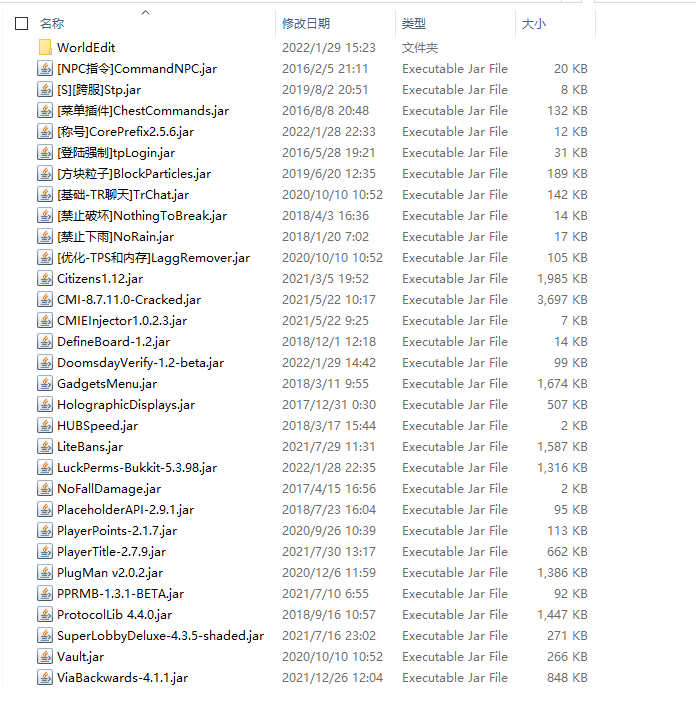 名称 修改日期 类型 大小
WorldEdit 2022/1/29 15:23 文件夹
[NPC指令]CommandNPC.jar 2016/2/5 21:11 Executable Jar File 20 KB
[S][跨服]Stp.jar 2019/8/2 20:51 Executable Jar File 8 KB
[菜单插件]ChestCommands.jar 2016/8/8 20:48 Executable Jar File 132 KB
[称号]CorePrefix2.5.6.jar 2022/1/28 22:33 Executable Jar File 12 KB
[登陆强制]tpLogin.jar 2016/5/28 19:21 Executable Jar File 31 KB
[方块粒子]BlockParticles.jar 2019/6/20 12:35 Executable Jar File 189 KB
[基础-TR聊天]TrChat.jar 2020/10/10 10:52 Executable Jar File 142 KB
[禁止破坏]NothingToBreak.jar 2018/4/3 16:36 Executable Jar File 14 KB
[禁止下雨]NoRain.jar 2018/1/20 7:02 Executable Jar File 17 KB
[优化-TPS和内存]LaggRemover.jar 2020/10/10 10:52 Executable Jar File 105 KB
Citizens1.12.jar 2021/3/5 19:52 Executable Jar File 1,985 KB
CMI-8.7.11.0-Cracked.jar 2021/5/22 10:17 Executable Jar File 3,697 KB
CMIEInjector1.0.2.3.jar 2021/5/22 9:25 Executable Jar File 7 KB
DefineBoard-1.2.jar 2018/12/1 12:18 Executable Jar File 14 KB
DoomsdayVerify-1.2-beta.jar 2022/1/29 14:42 Executable Jar File 99 KB
GadgetsMenu.jar 2018/3/11 9:55 Executable Jar File 1,674 KB
HolographicDisplays.jar 2017/12/31 0:30 Executable Jar File 507 KB
HUBSpeed.jar 2018/3/17 15:44 Executable Jar File 2 KB
LiteBans.jar 2021/7/29 11:31 Executable Jar File 1,587 KB
LuckPerms-Bukkit-5.3.98.jar 2022/1/28 22:35 Executable Jar File 1,316 KB
NoFallDamage.jar 2017/4/15 16:56 Executable Jar File 2 KB
PlaceholderAPI-2.9.1.jar 2018/7/23 16:04 Executable Jar File 95 KB
PlayerPoints-2.1.7.jar 2020/9/26 10:39 Executable Jar File 113 KB
PlayerTitle-2.7.9.jar 2021/7/30 13:17 Executable Jar File 662 KB
PlugMan v2.0.2.jar 2020/12/6 11:59 Executable Jar File 1,386 KB
PPRMB-1.3.1-BETA.jar 2021/7/10 6:55 Executable Jar File 92 KB
ProtocolLib 4.4.0.jar 2018/9/16 10:57 Executable Jar File 1,447 KB
SuperLobbyDeluxe-4.3.5-shaded.jar 2021/7/16 23:02 Executable Jar File 271 KB
Vault.jar 2020/10/10 10:52 Executable Jar File 266 KB
ViaBackwards-4.1.1.jar 2021/12/26 12:04 Executable Jar File 848 KB